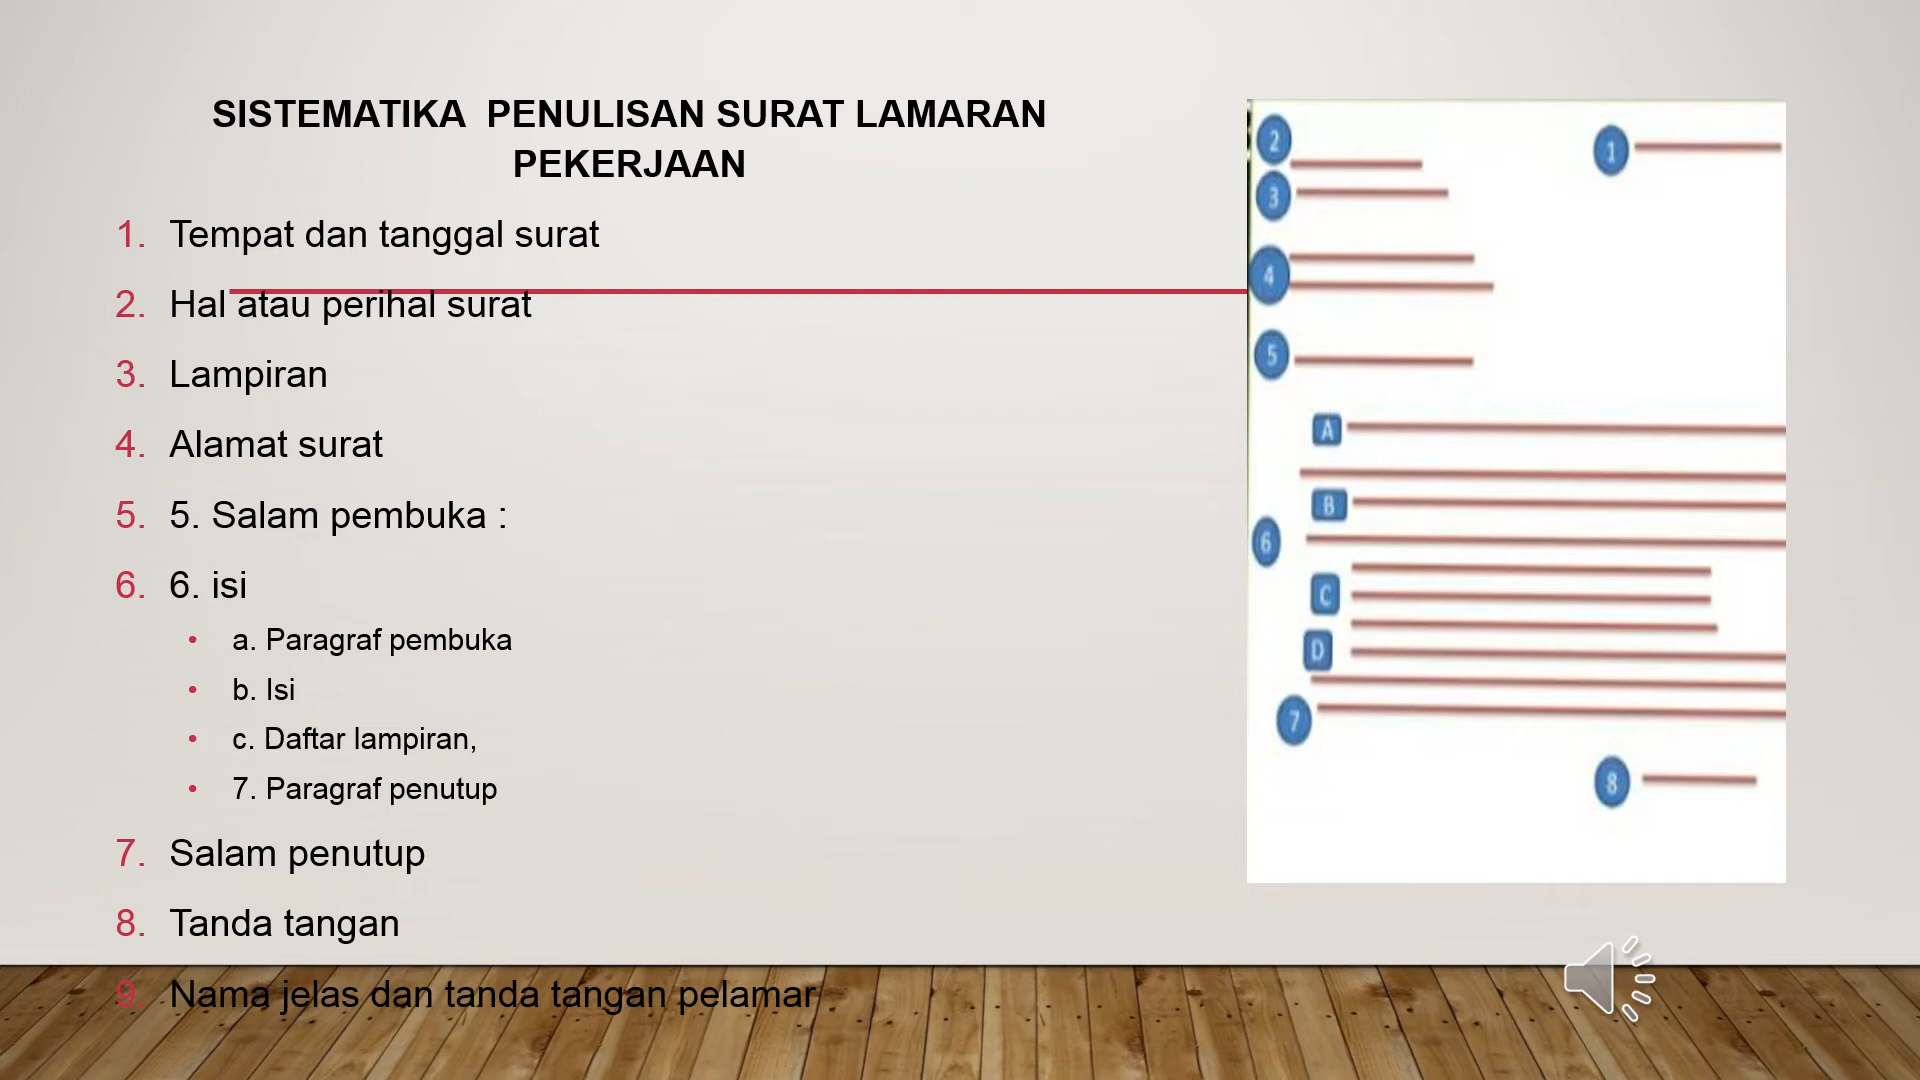 SISTEMATIKA  PENULISAN SURAT LAMARAN
PEKERJAAN
1. Tempat dan tanggal surat
2. Hal atau perihal surat
3. Lampiran
4. Alamat surat
5. 5. Salam pembuka :
6. 6. isi
• a. Paragraf pembuka
• b. Isi
• c. Daftar lampiran,
• 7. Paragraf penutup
7. Salam penutup
8. Tanda tangan
9. Nama jelas dan tanda tangan pelamar
2
1
3
4
5
A
B
6
C
D
7
8